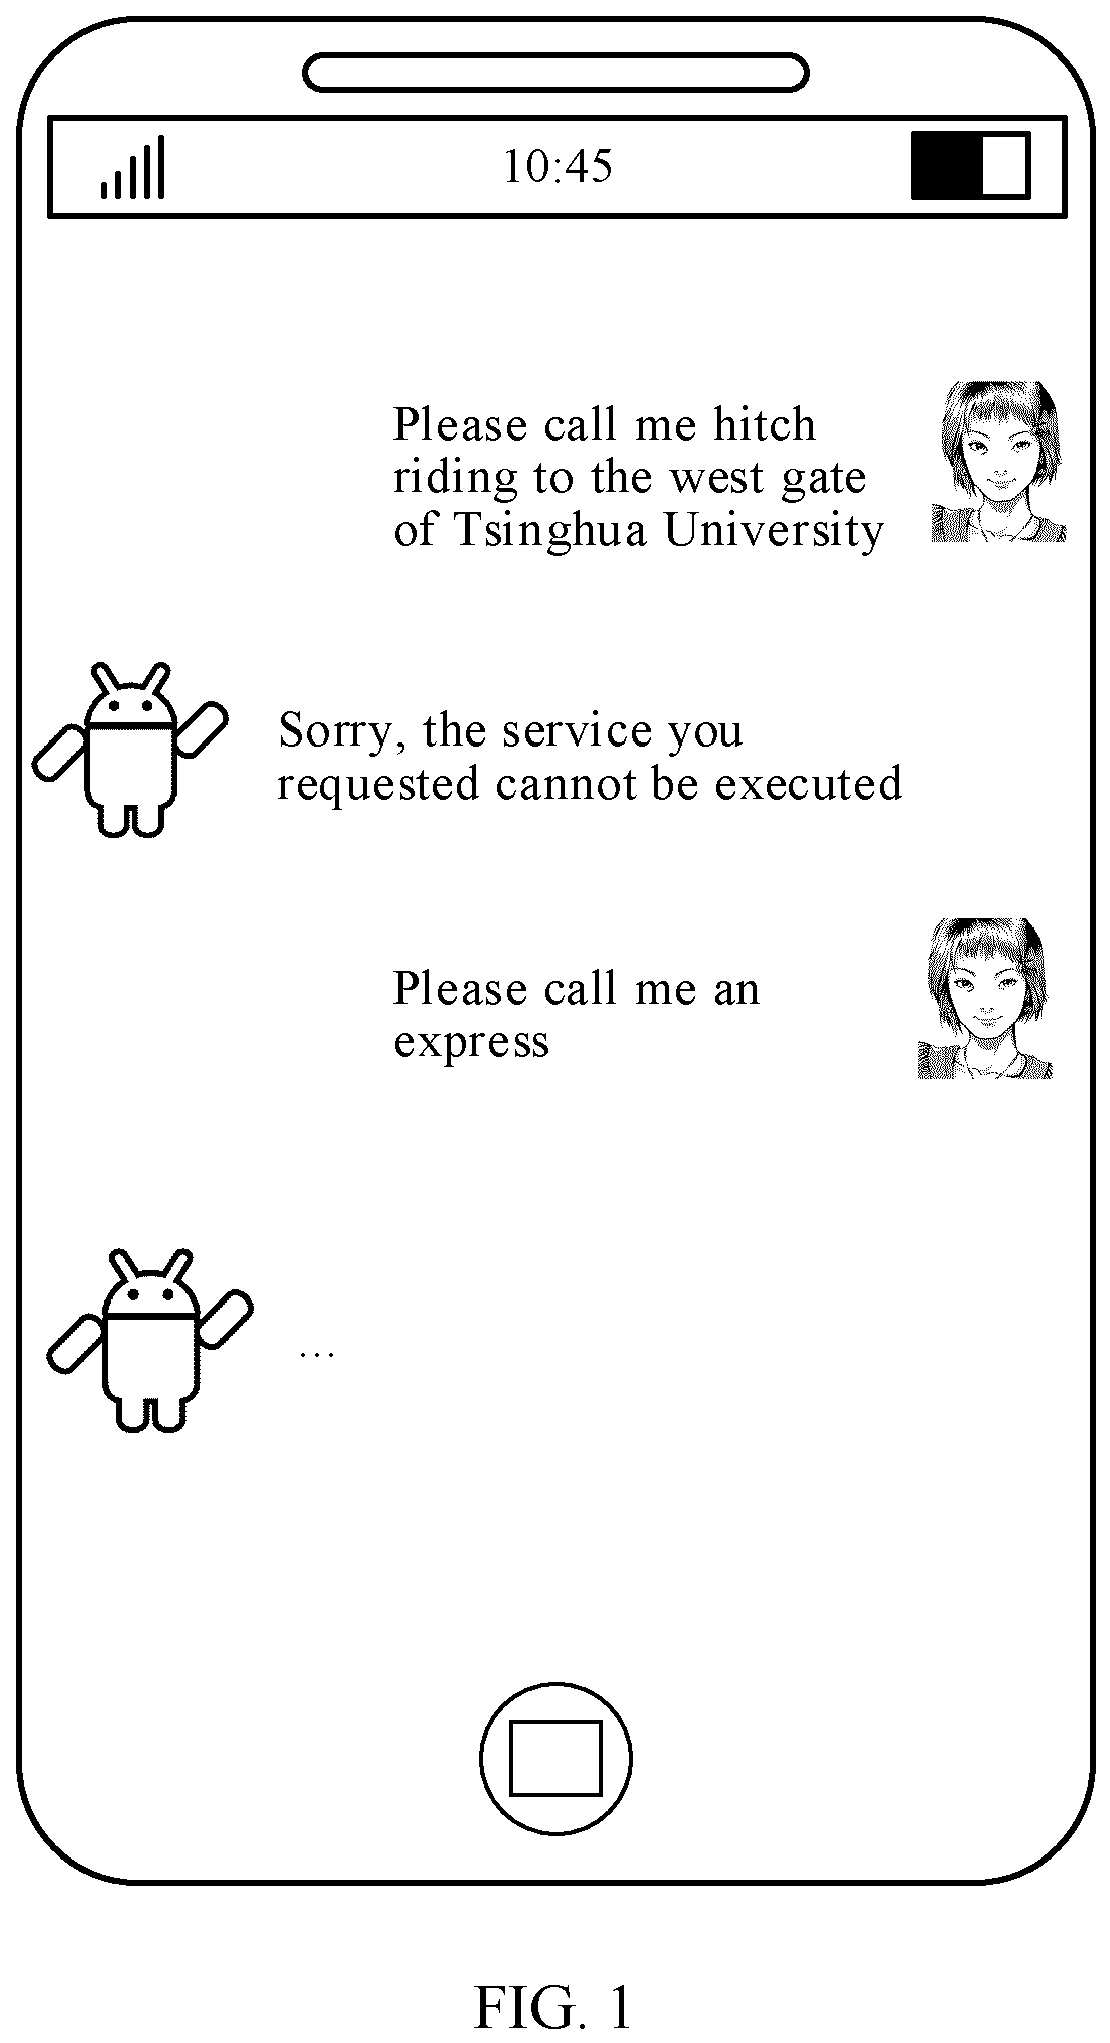 10:45
Please call me hitch
riding to the west gate
of Tsinghua University
Sorry, the service you
requested cannot be executed
Please call me an
express
...
FIG. 1